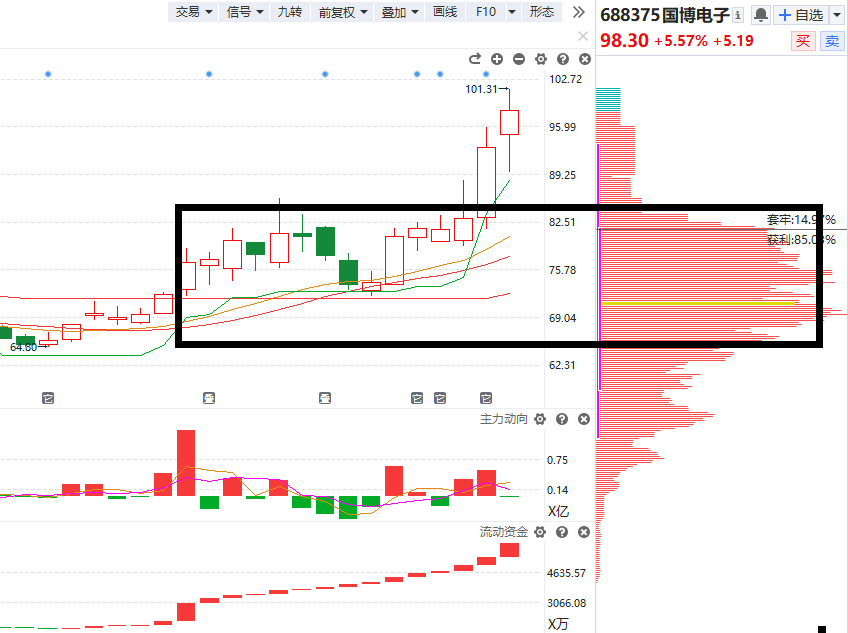 交易 信号 九转 前复权 叠加 画线 F10 形态
688375国博电子 自选
98.30 +5.57% +5.19 买 卖
102.72
101.31
95.99
89.25
套牢:14.97%
82.51
获利:85.03%
75.78
69.04
64.80
62.31
主力动向
0.75
0.14
X亿
流动资金
4635.57
3066.08
X万